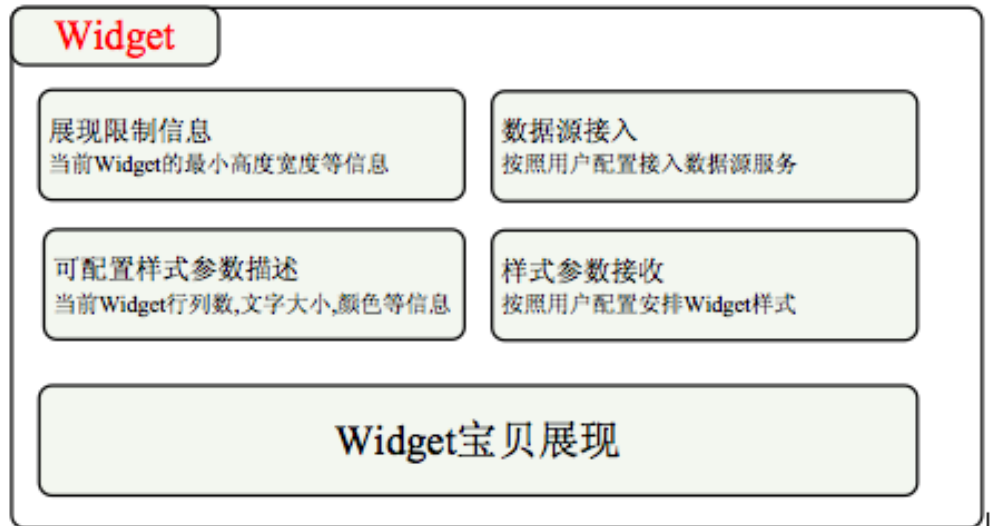 Widget
展现限制信息
当前Widget的最小高度宽度等信息
数据源接入
按照用户配置接入数据源服务
可配置样式参数描述
当前Widget行列数,文字大小,颜色等信息
样式参数接收
按照用户配置安排Widget样式
Widget宝贝展现